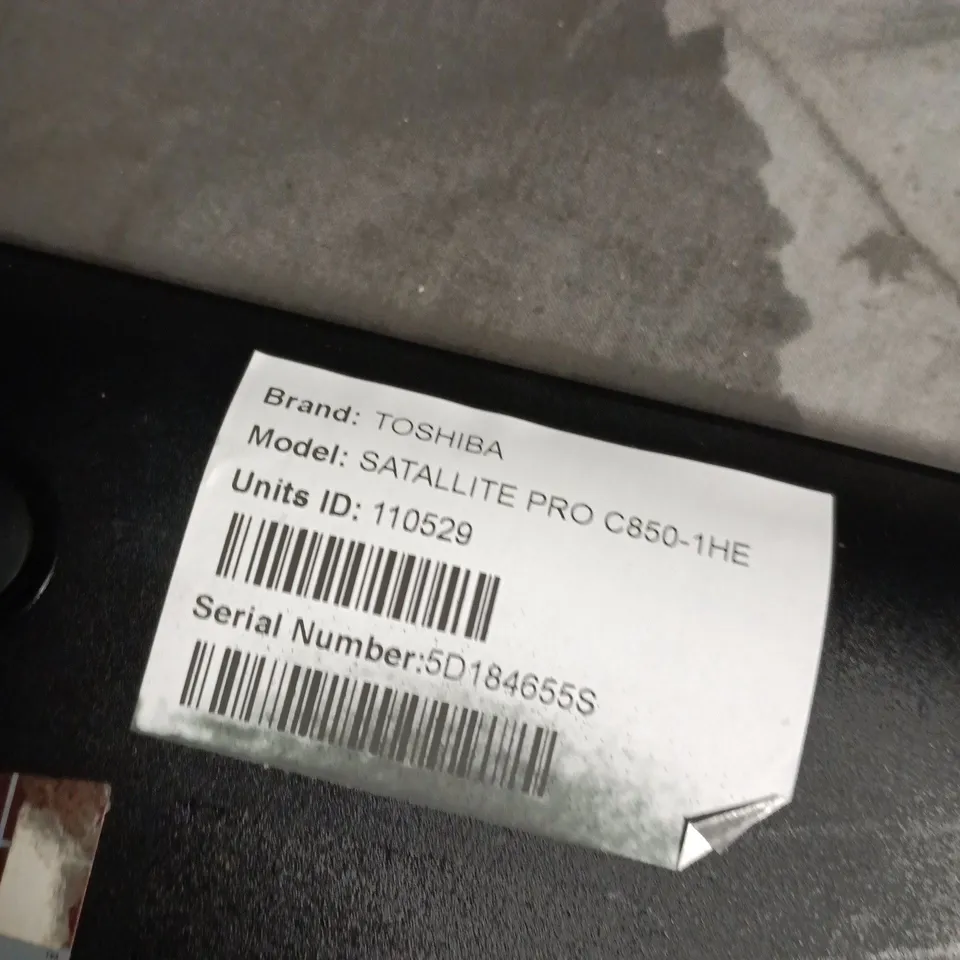 Brand: TOSHIBA
Model: SATALLITE PRO C850-1HE
Units ID: 110529
Serial Number:5D184655S